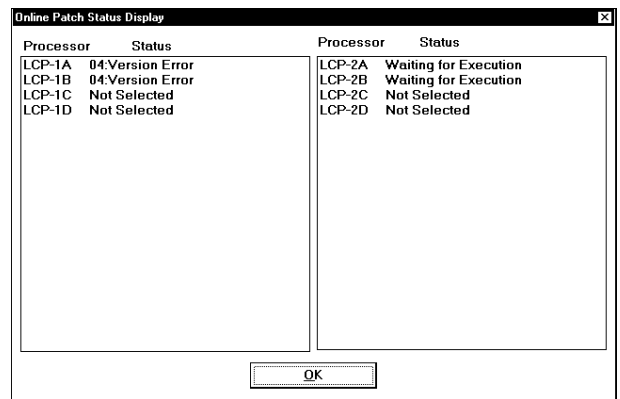 Online Patch Status Display
Processor Status
LCP-1A 04:Version Error
LCP-1B 04:Version Error
LCP-1C Not Selected
LCP-1D Not Selected
Processor Status
LCP-2A Waiting for Execution
LCP-2B Waiting for Execution
LCP-2C Not Selected
LCP-2D Not Selected
OK